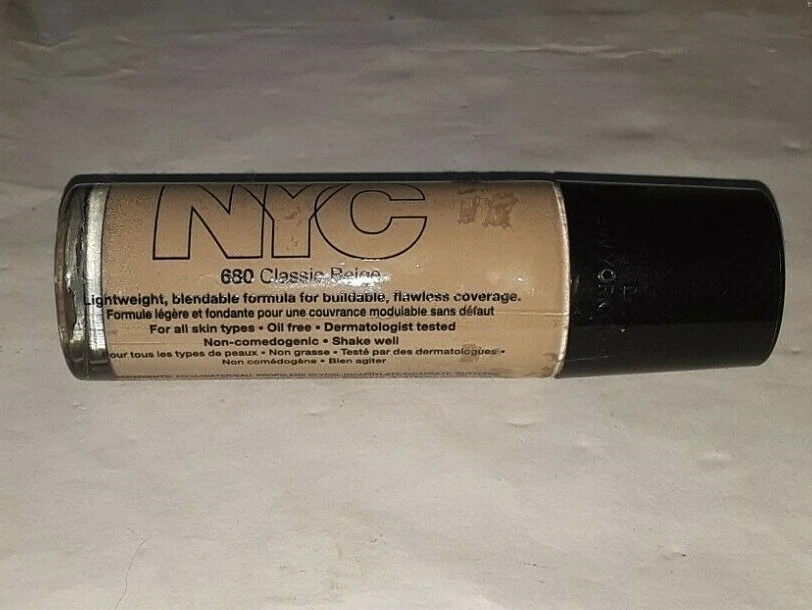 NYC
680 Classic Beige
Lightweight, blendable formula for buildable, flawless coverage.
Formule légère et fondante pour une couvrance modulable sans défaut
For all skin types • Oil free • Dermatologist tested
Non-comedogenic • Shake well
Pour tous les types de peaux • Non grasse • Testé par des dermatologues •
Non comédogène • Bien agiter